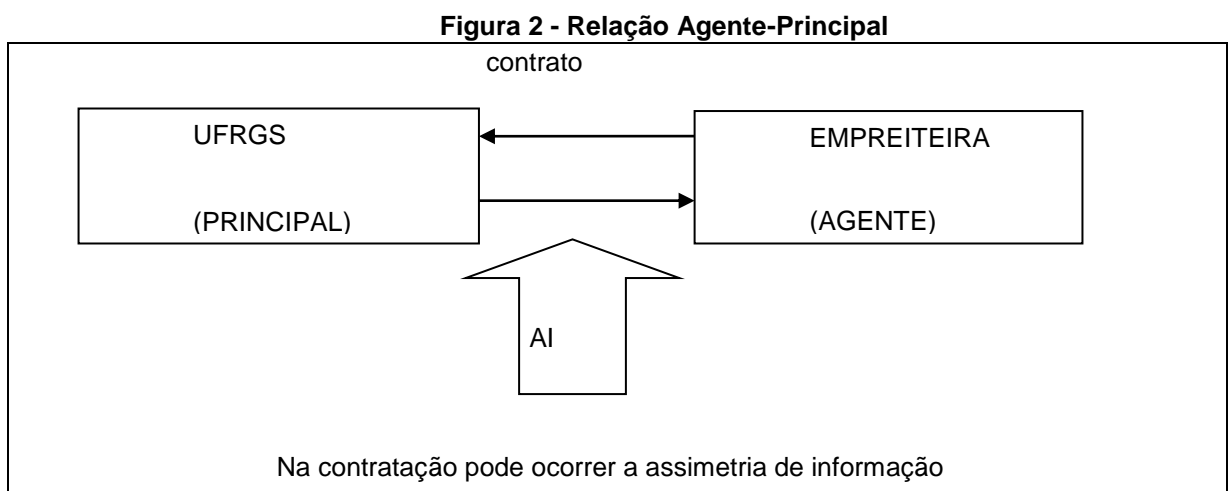 Figura 2 - Relação Agente-Principal
contrato
UFRGS
(PRINCIPAL)
EMPREITEIRA
(AGENTE)
AI
Na contratação pode ocorrer a assimetria de informação